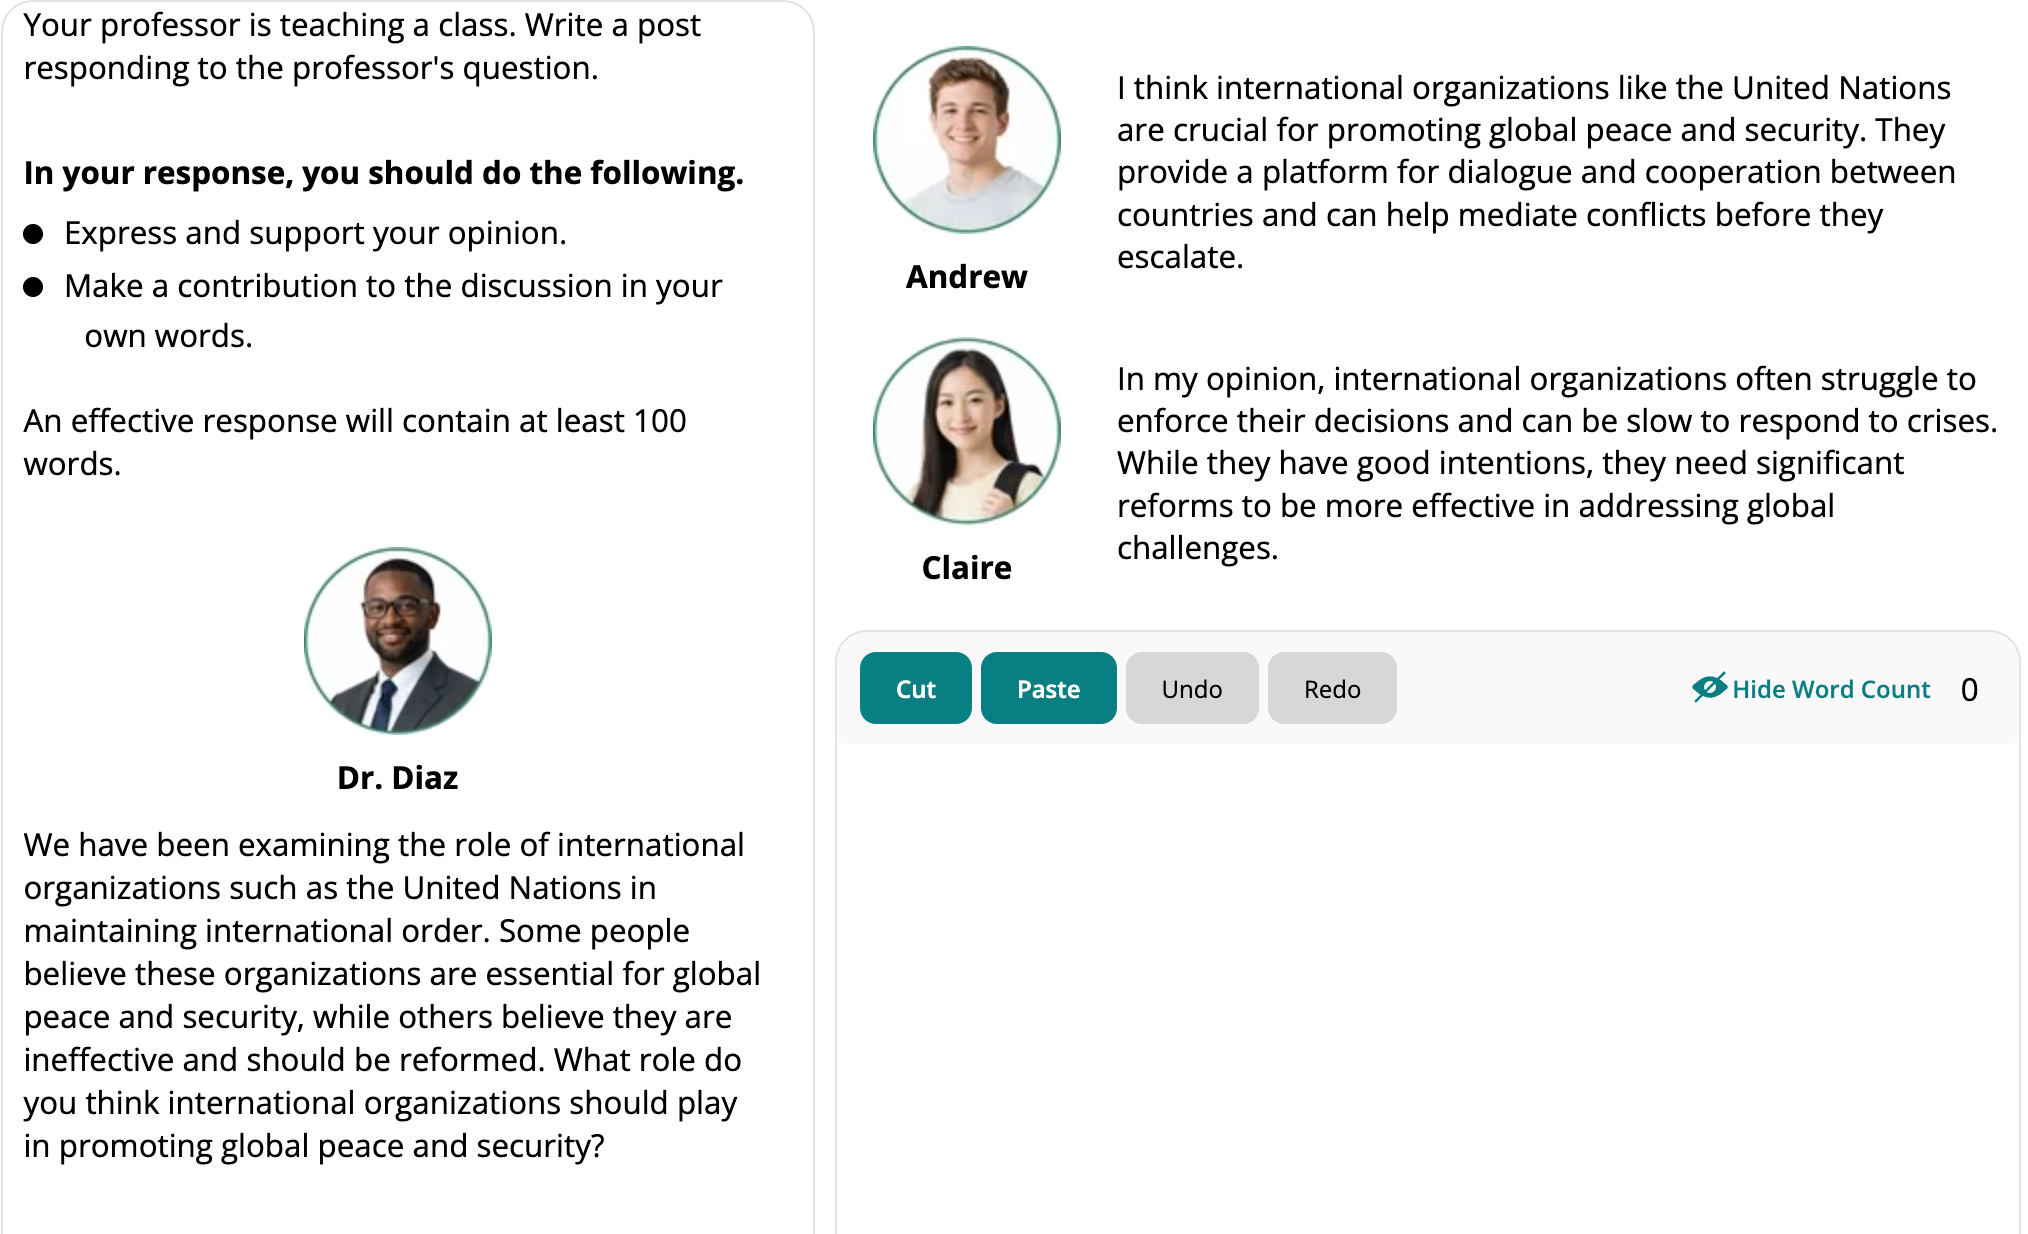 Your professor is teaching a class. Write a post
responding to the professor's question.
In your response, you should do the following.
● Express and support your opinion.
● Make a contribution to the discussion in your
own words.
An effective response will contain at least 100
words.
Dr. Diaz
We have been examining the role of international
organizations such as the United Nations in
maintaining international order. Some people
believe these organizations are essential for global
peace and security, while others believe they are
ineffective and should be reformed. What role do
you think international organizations should play
in promoting global peace and security?
I think international organizations like the United Nations
are crucial for promoting global peace and security. They
provide a platform for dialogue and cooperation between
countries and can help mediate conflicts before they
escalate.
Andrew
In my opinion, international organizations often struggle to
enforce their decisions and can be slow to respond to crises.
While they have good intentions, they need significant
reforms to be more effective in addressing global
challenges.
Claire
Cut Paste Undo Redo Hide Word Count 0